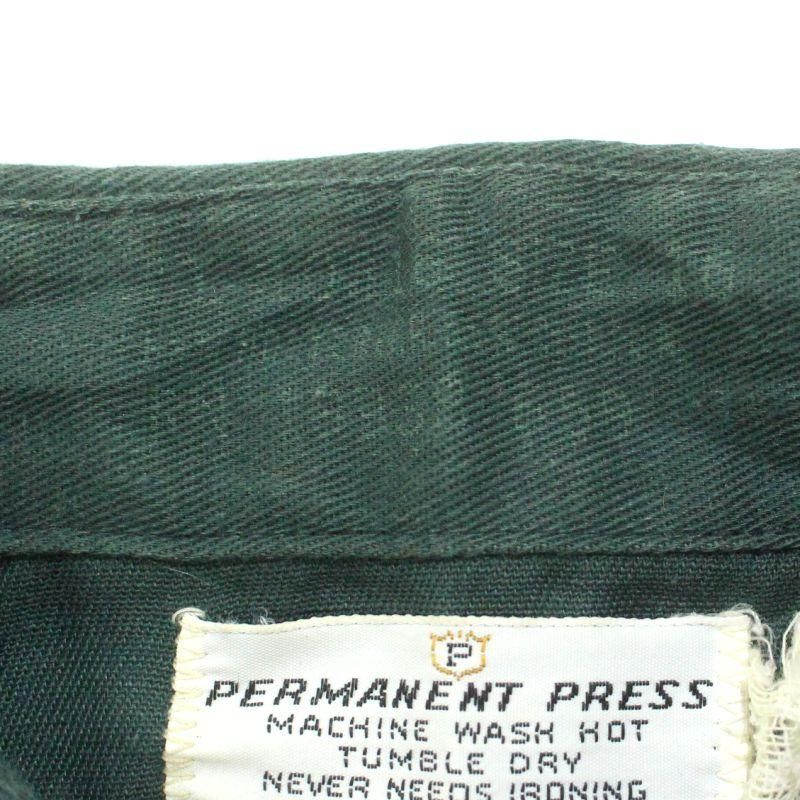 P
PERMANENT PRESS
MACHINE WASH HOT
TUMBLE DRY
NEVER NEEDS IRONING